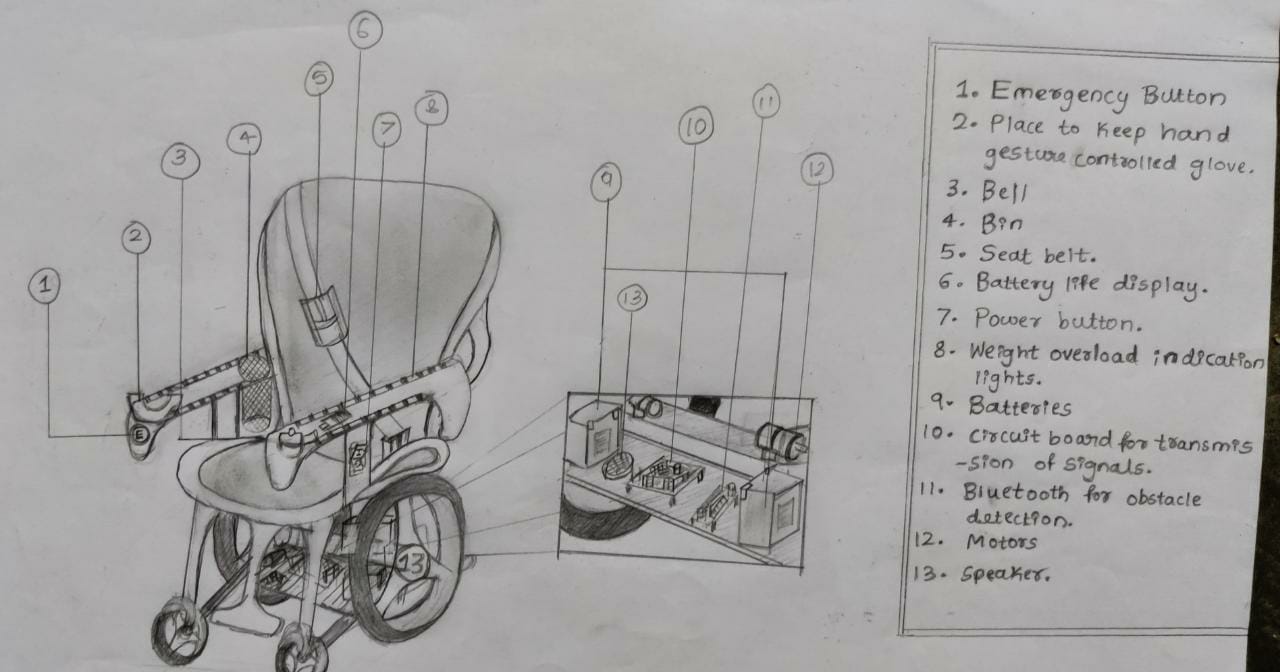 6
5
8
7
11
10
4
3
12
9
2
1
13
E
13
1. Emergency Button
2. Place to keep hand
gesture controlled glove.
3. Bell
4. Bin
5. Seat belt.
6. Battery life display.
7. Power button.
8. Weight overload indication
lights.
9. Batteries
10. circuit board for transmis
-sion of signals.
11. Bluetooth for obstacle
detection.
12. Motors
13. Speaker.